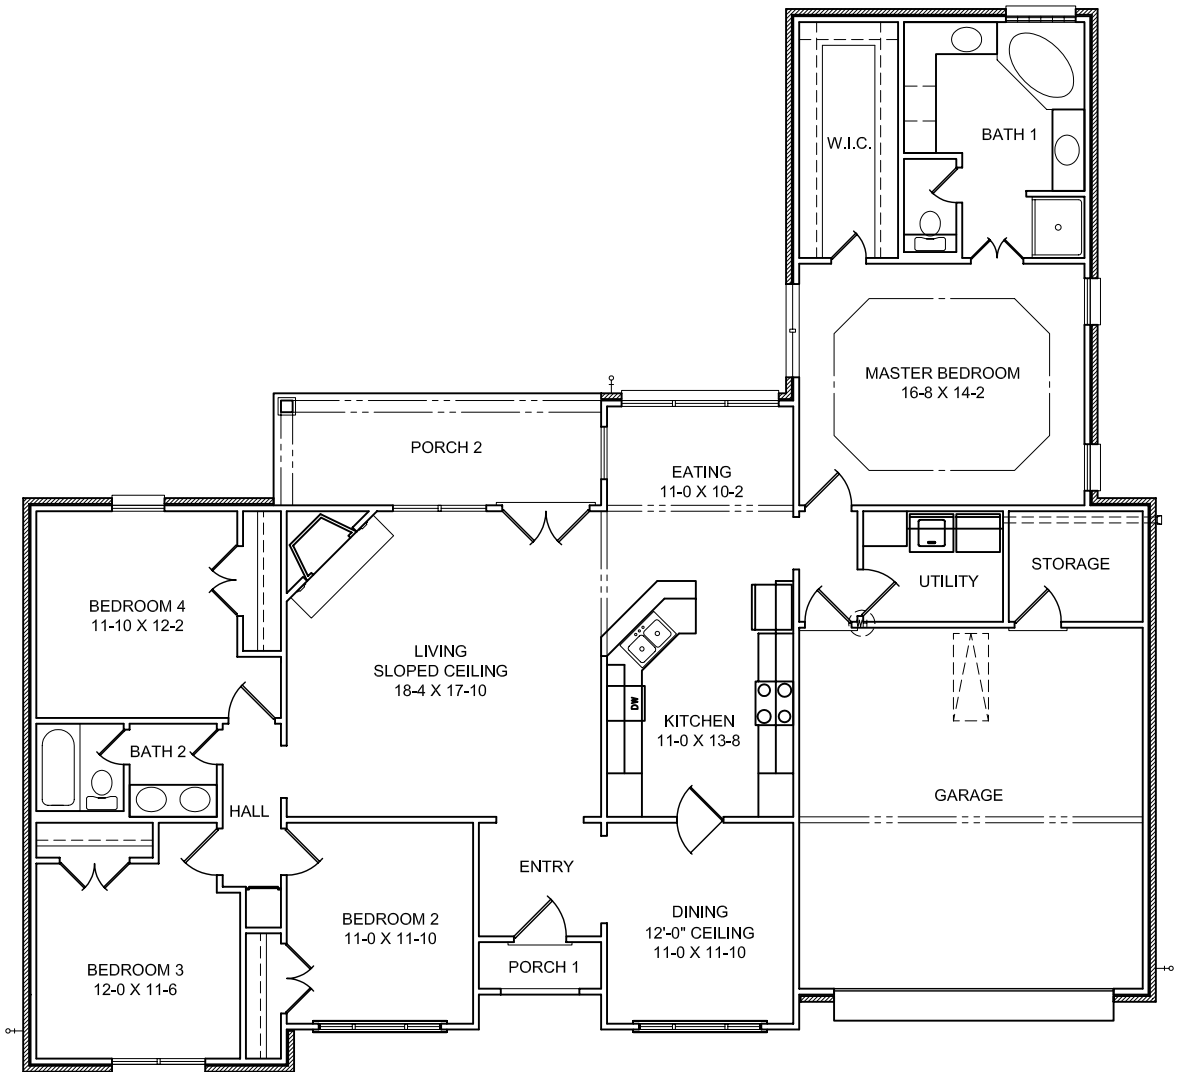 BATH 1
W.I.C.
MASTER BEDROOM
16-8 X 14-2
PORCH 2
EATING
11-0 X 10-2
STORAGE
UTILITY
BEDROOM 4
11-10 X 12-2
LIVING
SLOPED CEILING
18-4 X 17-10
DW
KITCHEN
11-0 X 13-8
BATH 2
GARAGE
HALL
ENTRY
BEDROOM 2
11-0 X 11-10
DINING
12'-0" CEILING
11-0 X 11-10
PORCH 1
BEDROOM 3
12-0 X 11-6